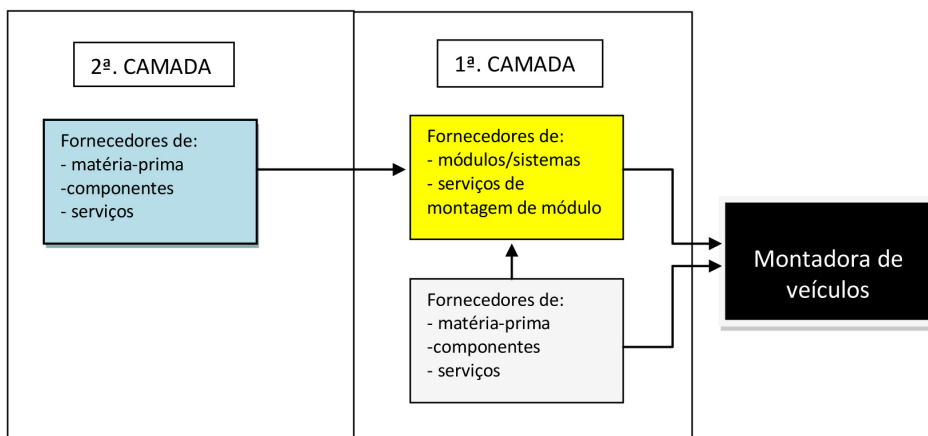 2ª. CAMADA
Fornecedores de:
- matéria-prima
-componentes
- serviços
1ª. CAMADA
Fornecedores de:
- módulos/sistemas
- serviços de
montagem de módulo
Fornecedores de:
- matéria-prima
-componentes
- serviços
Montadora de
veículos